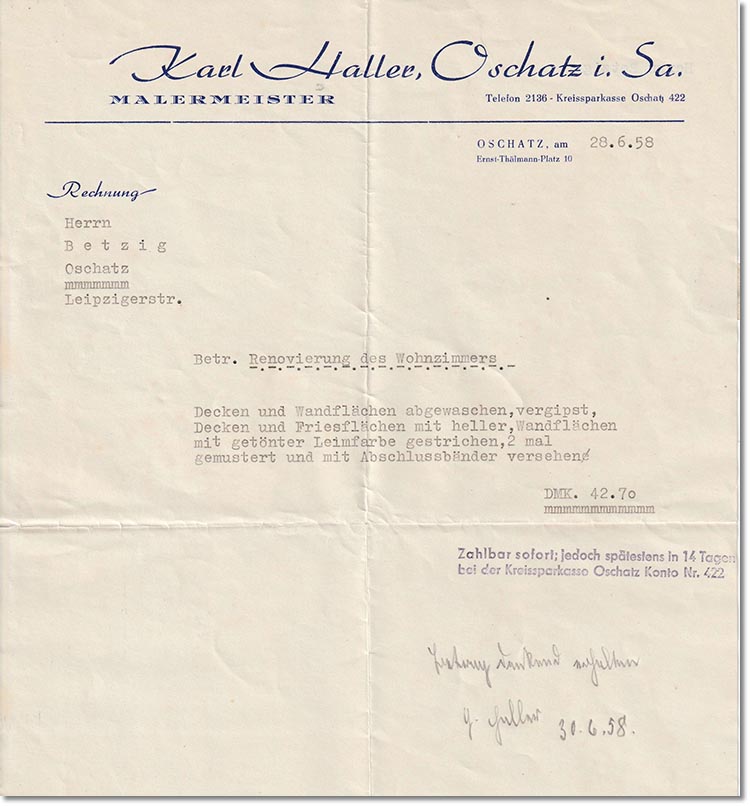 Karl Haller, Oschatz i. Sa.
MALERMEISTER
Telefon 2136 - Kreissparkasse Oschatz 422
OSCHATZ, am 28.6.58
Ernst-Thälmann-Platz 10
Rechnung
Herrn
B e t z i g
Oschatz
mmmmmmm
Leipzigerstr.
Betr. Renovierung des Wohnzimmers
Decken und Wandflächen abgewaschen,vergipst,
Decken und Friesflächen mit heller,Wandflächen
mit getönter Leimfarbe gestrichen,2 mal
gemustert und mit Abschlussbänder versehen
DMK. 42.7o
mmmmmmmmmmmm
Zahlbar sofort; jedoch spätestens in 14 Tagen
bei der Kreissparkasse Oschatz Konto Nr. 422
Betrag dankend erhalten
Haller 30.6.58.